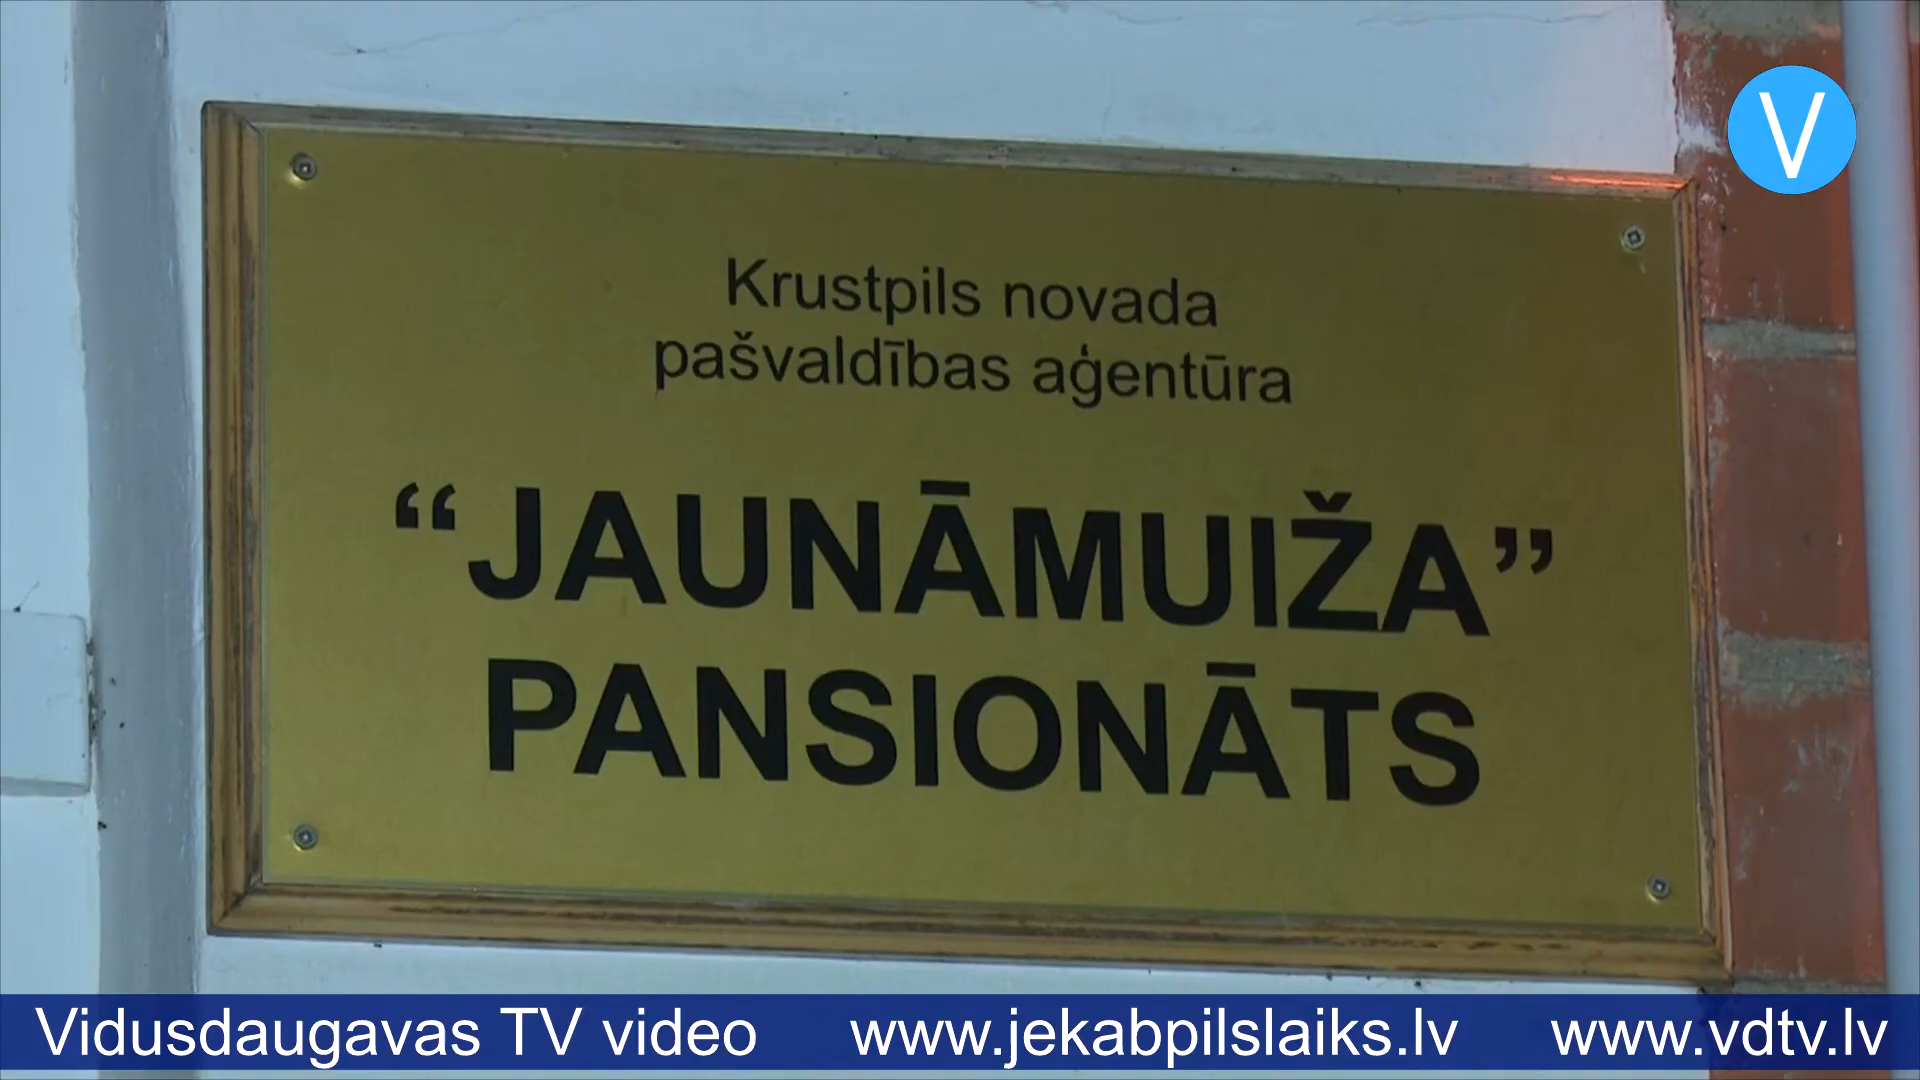 V
Krustpils novada
pašvaldības aģentūra
“JAUNĀMUIŽA”
PANSIONĀTS
Vidusdaugavas TV video www.jekabpilslaiks.lv www.vdtv.lv